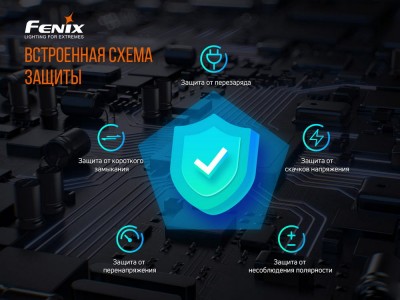 FENIX
LIGHTING FOR EXTREMES
ВСТРОЕННАЯ СХЕМА
ЗАЩИТЫ
Защита от перезаряда
Защита от короткого
замыкания
Защита от
скачков напряжения
Защита от
перенапряжения
Защита от
несоблюдения полярности